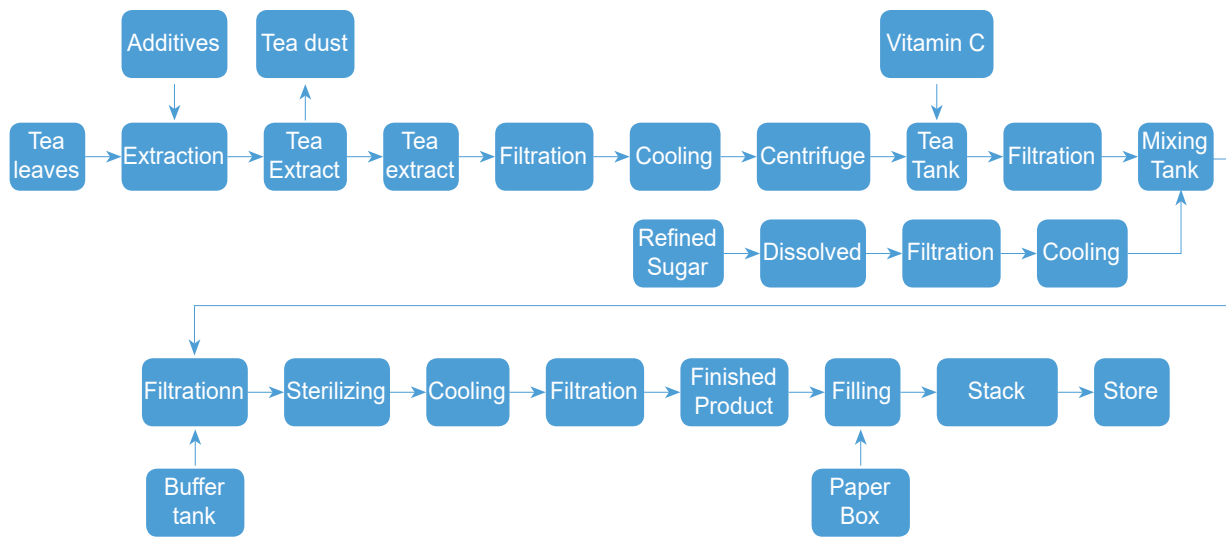 Additives
Tea dust
Vitamin C
Tea
leaves
Extraction
Tea
Extract
Tea
extract
Filtration
Cooling
Centrifuge
Tea
Tank
Filtration
Mixing
Tank
Refined
Sugar
Dissolved
Filtration
Cooling
Filtrationn
Sterilizing
Cooling
Filtration
Finished
Product
Filling
Stack
Store
Buffer
tank
Paper
Box